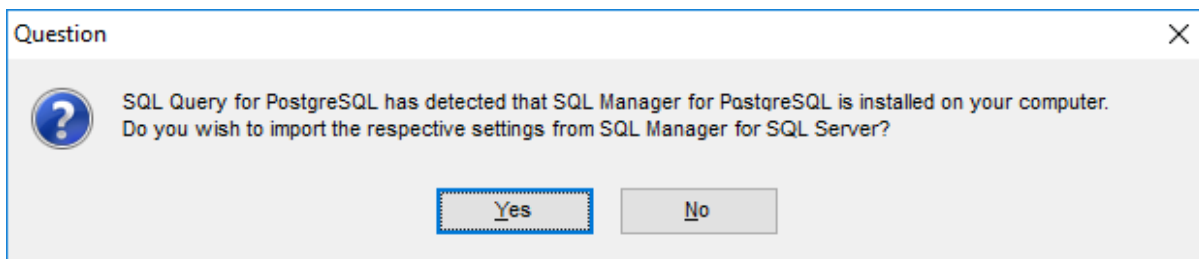 Question
SQL Query for PostgreSQL has detected that SQL Manager for PostgreSQL is installed on your computer.
Do you wish to import the respective settings from SQL Manager for SQL Server?
Yes No